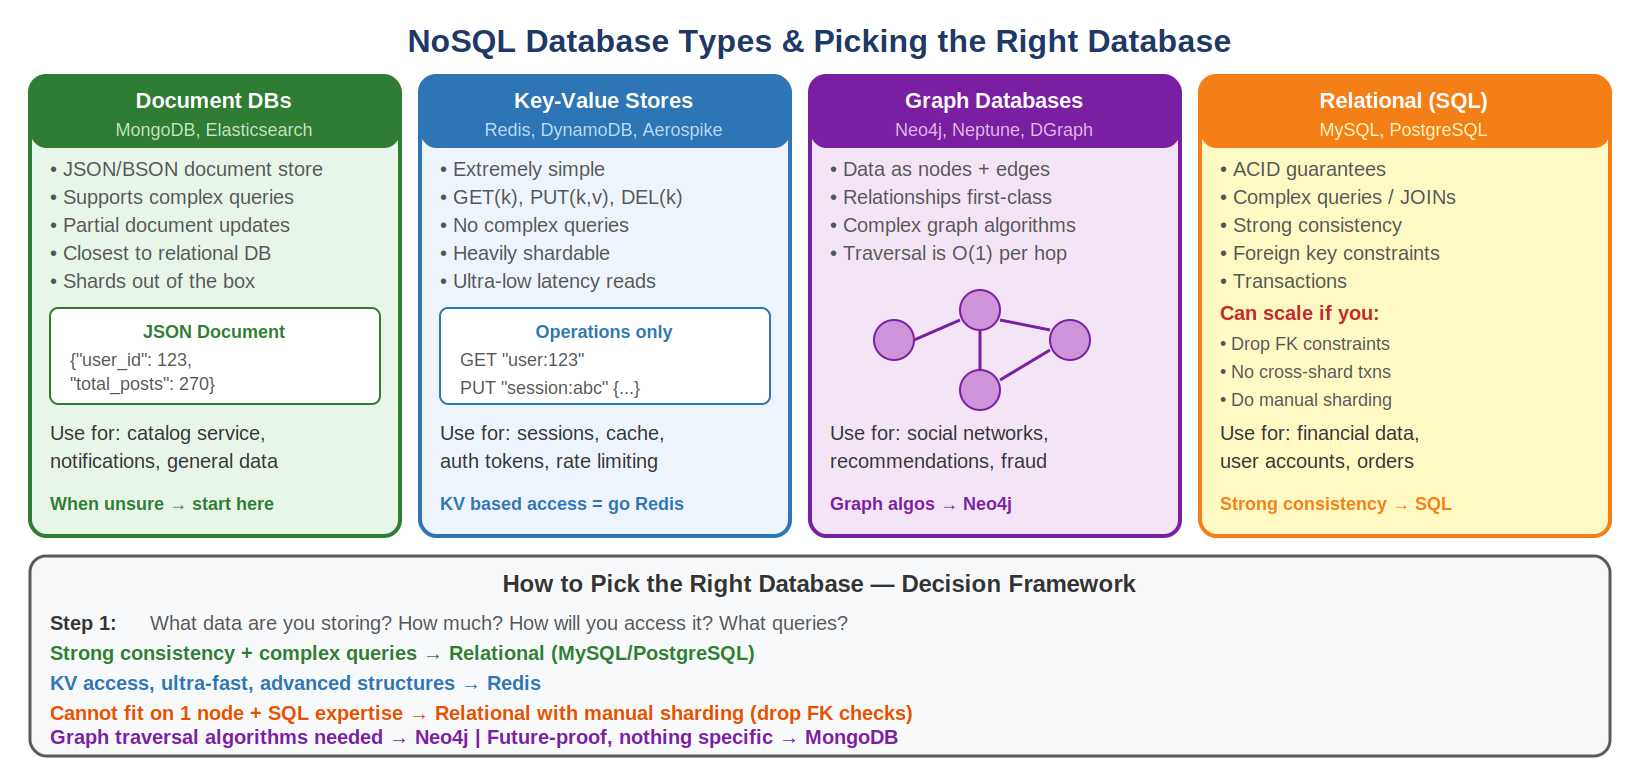 NoSQL Database Types & Picking the Right Database
Document DBs
MongoDB, Elasticsearch
• JSON/BSON document store
• Supports complex queries
• Partial document updates
• Closest to relational DB
• Shards out of the box
JSON Document
{"user_id": 123,
"total_posts": 270}
Use for: catalog service,
notifications, general data
When unsure → start here
Key-Value Stores
Redis, DynamoDB, Aerospike
• Extremely simple
• GET(k), PUT(k,v), DEL(k)
• No complex queries
• Heavily shardable
• Ultra-low latency reads
Operations only
GET "user:123"
PUT "session:abc" {...}
Use for: sessions, cache,
auth tokens, rate limiting
KV based access = go Redis
Graph Databases
Neo4j, Neptune, DGraph
• Data as nodes + edges
• Relationships first-class
• Complex graph algorithms
• Traversal is O(1) per hop
Use for: social networks,
recommendations, fraud
Graph algos → Neo4j
Relational (SQL)
MySQL, PostgreSQL
• ACID guarantees
• Complex queries / JOINs
• Strong consistency
• Foreign key constraints
• Transactions
Can scale if you:
• Drop FK constraints
• No cross-shard txns
• Do manual sharding
Use for: financial data,
user accounts, orders
Strong consistency → SQL
How to Pick the Right Database — Decision Framework
Step 1: What data are you storing? How much? How will you access it? What queries?
Strong consistency + complex queries → Relational (MySQL/PostgreSQL)
KV access, ultra-fast, advanced structures → Redis
Cannot fit on 1 node + SQL expertise → Relational with manual sharding (drop FK checks)
Graph traversal algorithms needed → Neo4j | Future-proof, nothing specific → MongoDB